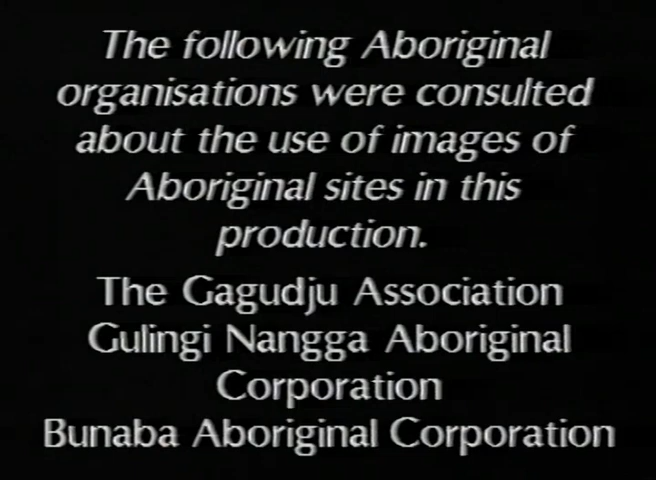 The following Aboriginal
organisations were consulted
about the use of images of
Aboriginal sites in this
production.
The Gagudju Association
Gulingi Nangga Aboriginal
Corporation
Bunaba Aboriginal Corporation